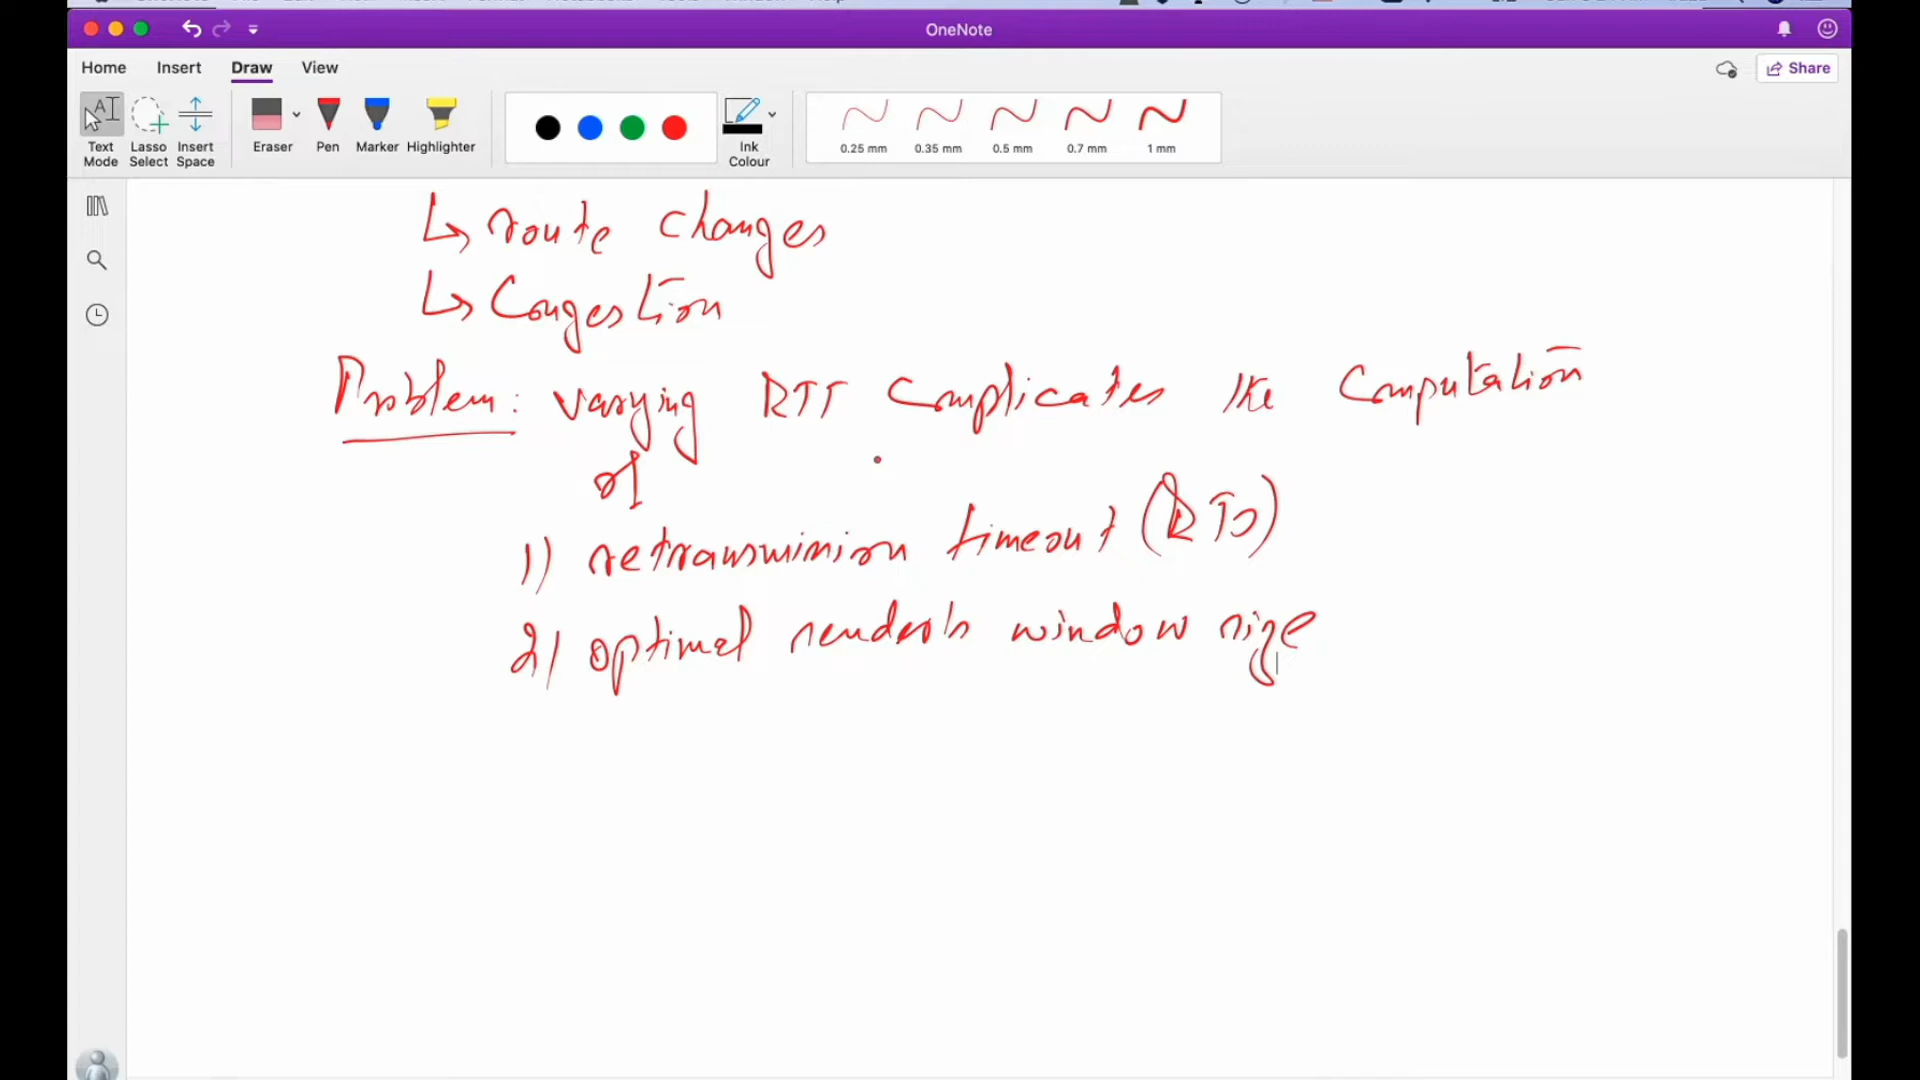 OneNote
Home Insert Draw View
Share
Text Mode
Lasso Select
Insert Space
Eraser
Pen
Marker
Highlighter
Ink Colour
0.25 mm 0.35 mm 0.5 mm 0.7 mm 1 mm
↳ route changes
↳ Congestion
Problem: varying RTT complicates the computation
of
1) retransmission timeout (RTO)
2) optimal sender's window size